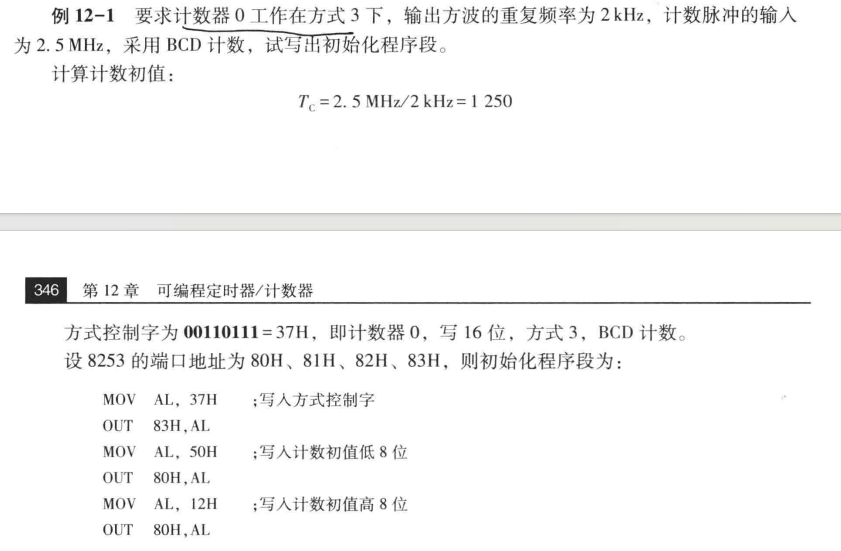 例 12-1 要求计数器 0 工作在方式 3 下，输出方波的重复频率为 2 kHz，计数脉冲的输入
为 2. 5 MHz，采用 BCD 计数，试写出初始化程序段。
计算计数初值：
T_C = 2. 5 MHz/2 kHz = 1 250
346 第 12 章 可编程定时器/计数器
方式控制字为 00110111 = 37H，即计数器 0，写 16 位，方式 3，BCD 计数。
设 8253 的端口地址为 80H、81H、82H、83H，则初始化程序段为：
MOV AL, 37H ;写入方式控制字
OUT 83H,AL
MOV AL, 50H ;写入计数初值低 8 位
OUT 80H,AL
MOV AL, 12H ;写入计数初值高 8 位
OUT 80H,AL